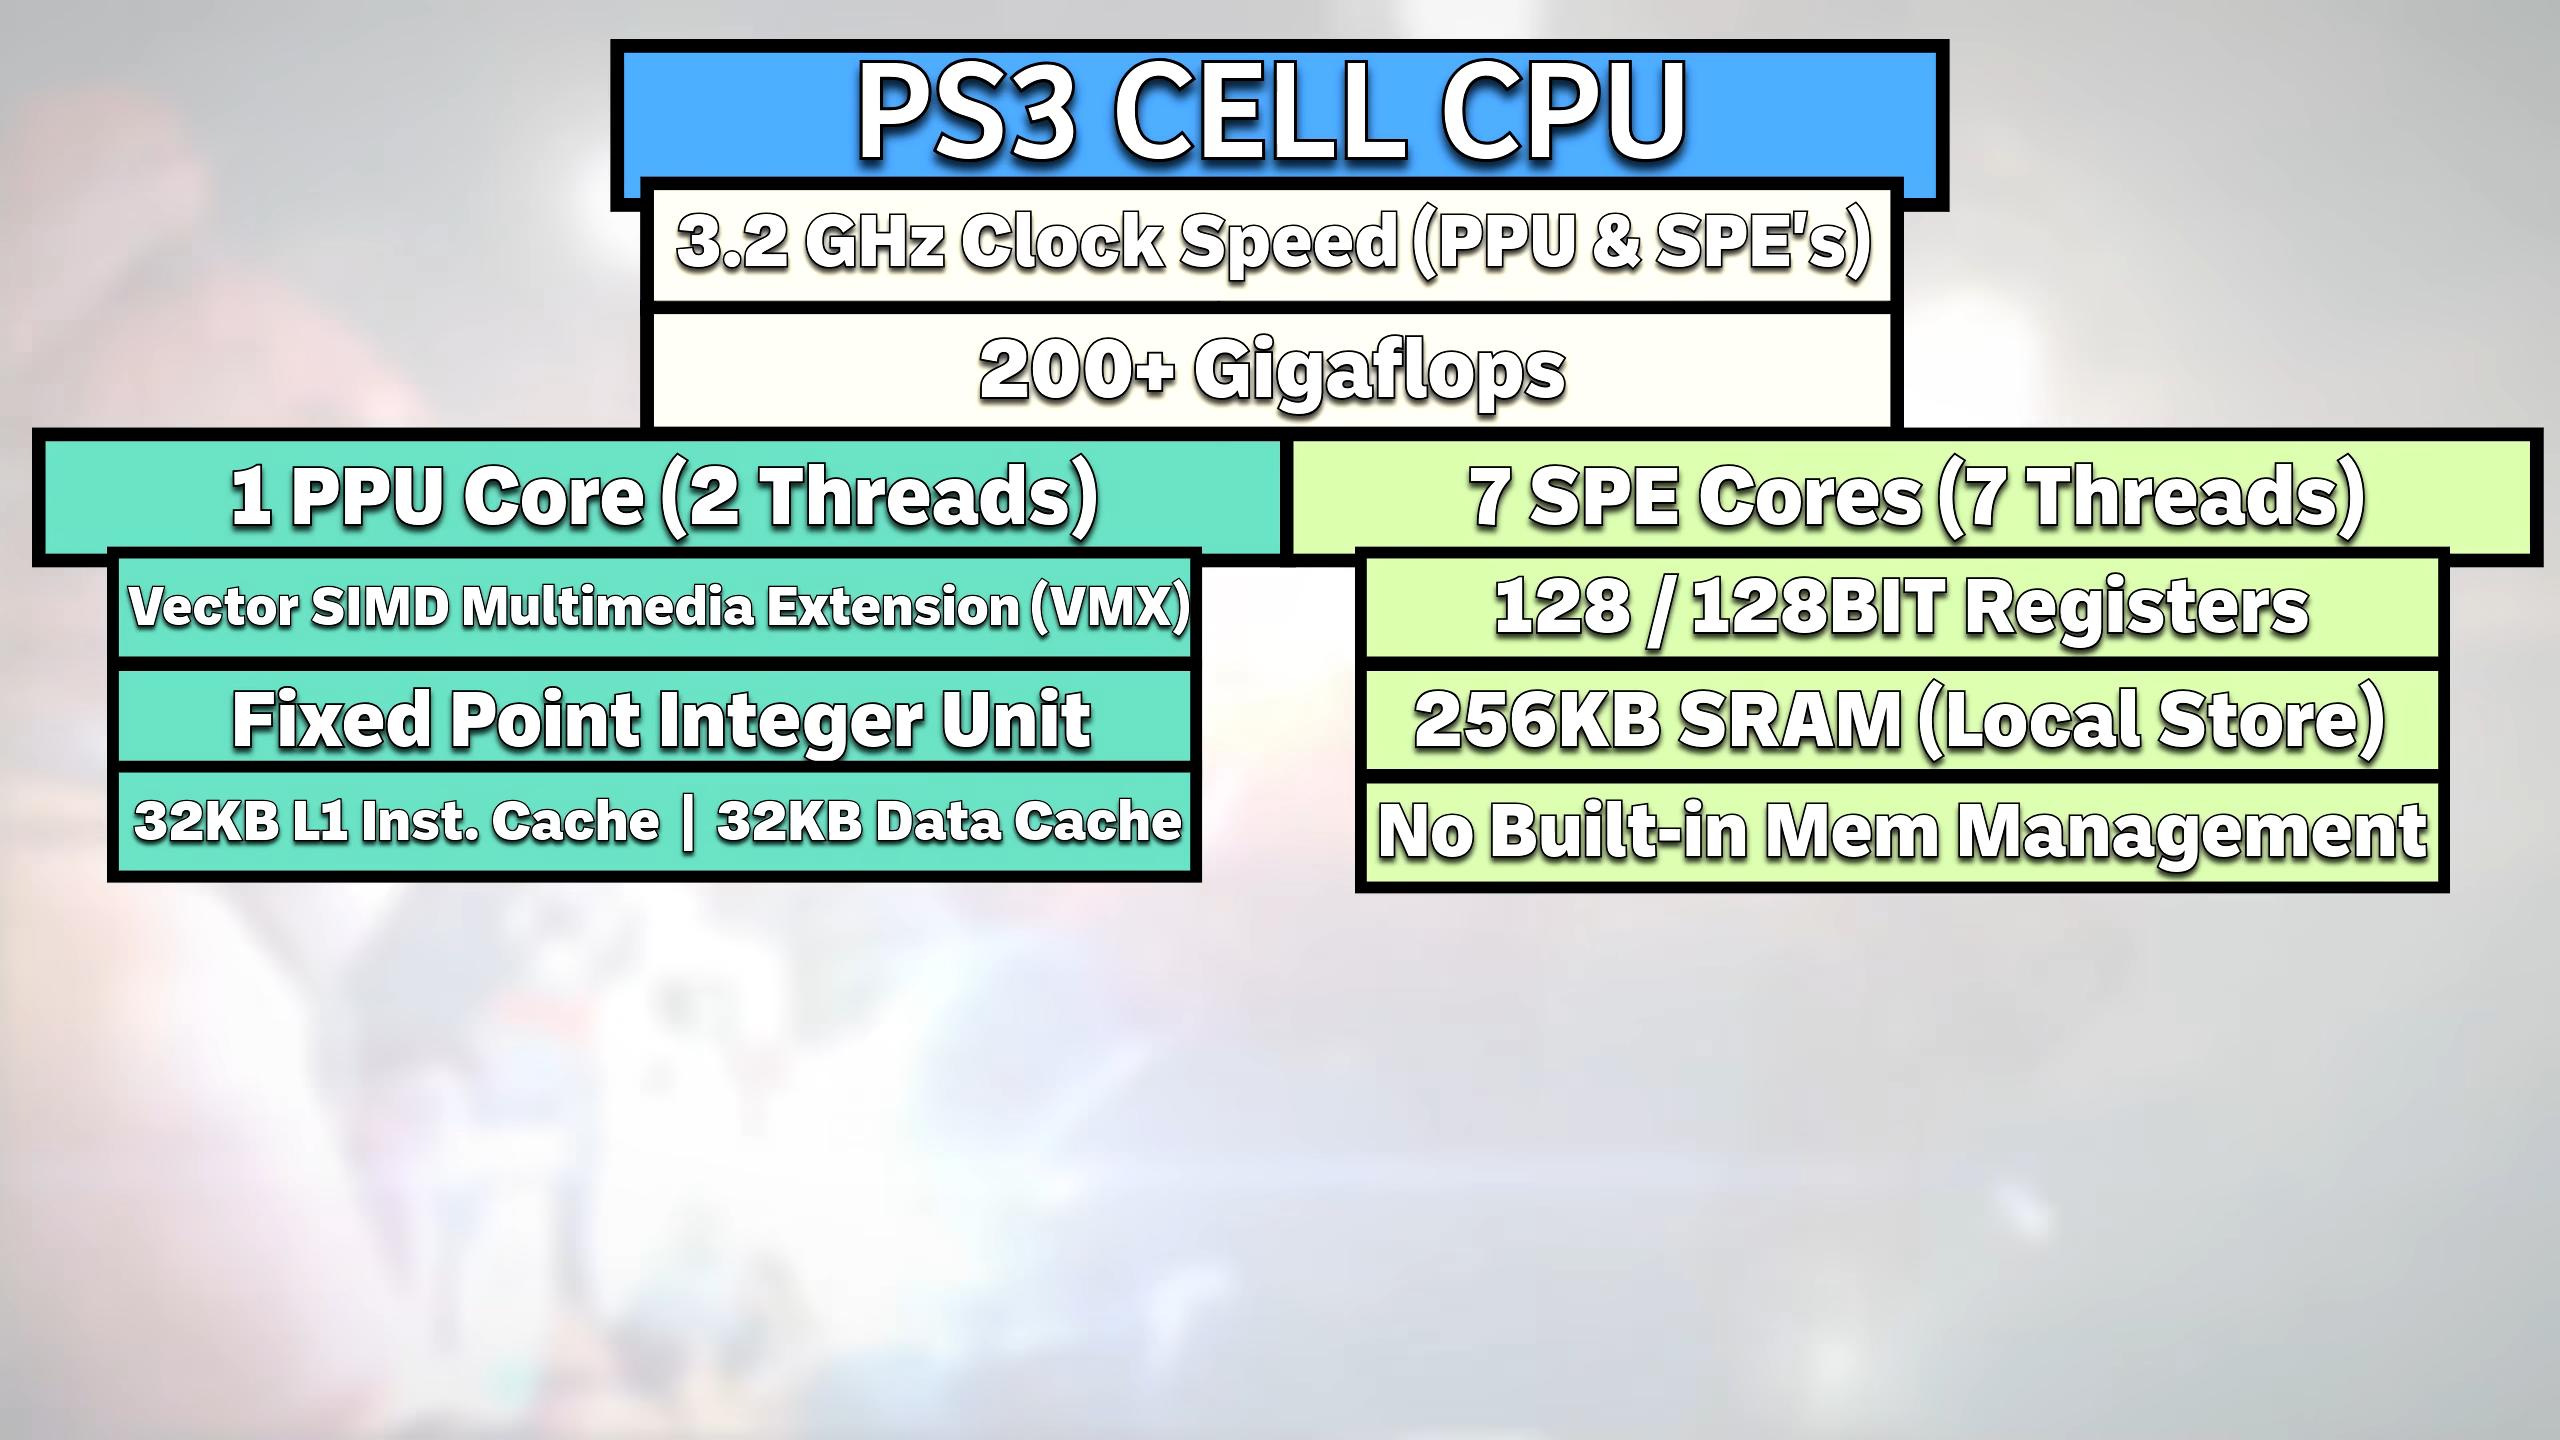 PS3 CELL CPU
3.2 GHz Clock Speed (PPU & SPE's)
200+ Gigaflops
1 PPU Core (2 Threads)
Vector SIMD Multimedia Extension (VMX)
Fixed Point Integer Unit
32KB L1 Inst. Cache | 32KB Data Cache
7 SPE Cores (7 Threads)
128 / 128BIT Registers
256KB SRAM (Local Store)
No Built-in Mem Management